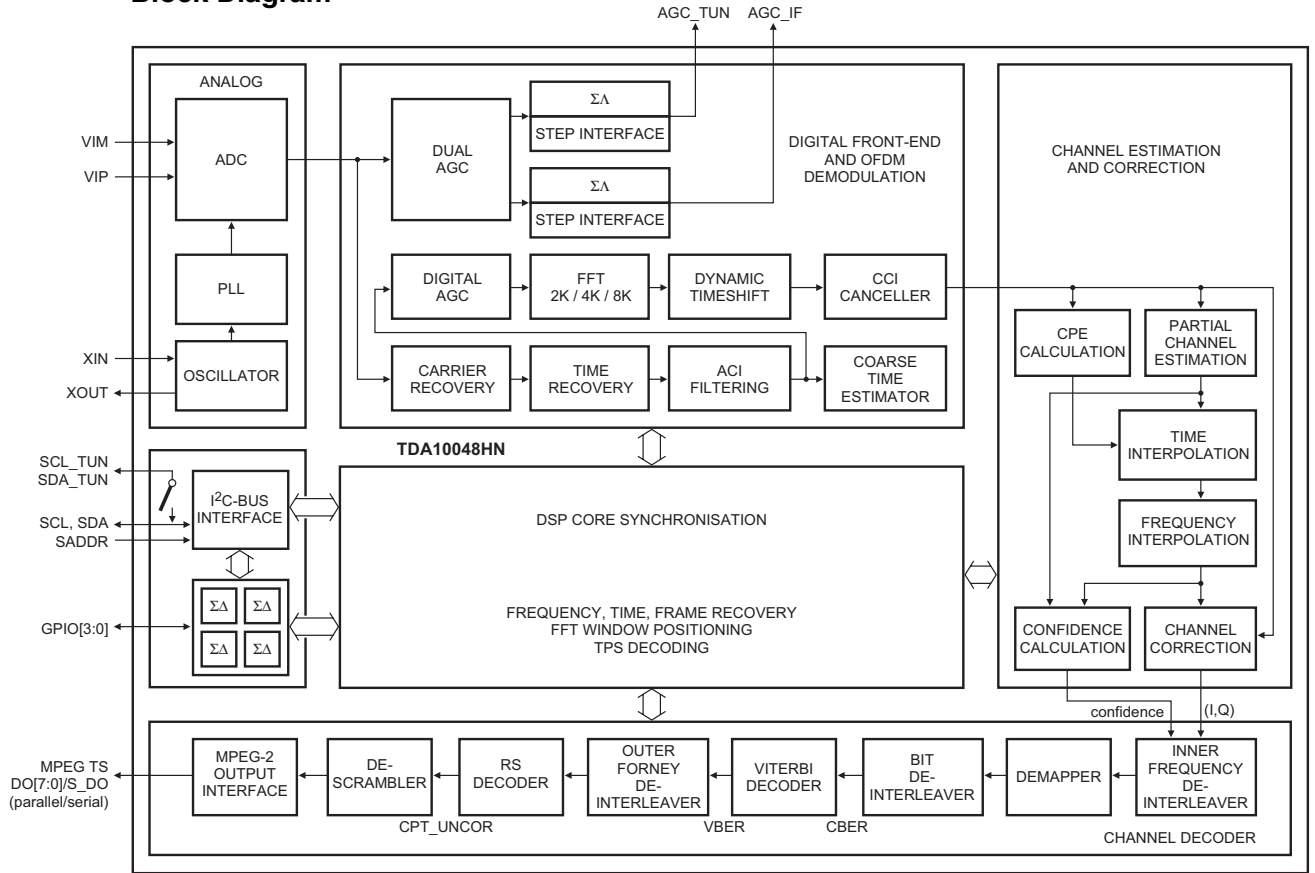 Block Diagram
AGC_TUN
AGC_IF
ANALOG
VIM
VIP
ADC
PLL
XIN
XOUT
OSCILLATOR
DUAL
AGC
ΣΛ
STEP INTERFACE
ΣΛ
STEP INTERFACE
DIGITAL FRONT-END
AND OFDM
DEMODULATION
DIGITAL
AGC
FFT
2K / 4K / 8K
DYNAMIC
TIMESHIFT
CCI
CANCELLER
CARRIER
RECOVERY
TIME
RECOVERY
ACI
FILTERING
COARSE
TIME
ESTIMATOR
CHANNEL ESTIMATION
AND CORRECTION
CPE
CALCULATION
PARTIAL
CHANNEL
ESTIMATION
TIME
INTERPOLATION
FREQUENCY
INTERPOLATION
CONFIDENCE
CALCULATION
CHANNEL
CORRECTION
confidence
(I,Q)
TDA10048HN
SCL_TUN
SDA_TUN
SCL, SDA
SADDR
I2C-BUS
INTERFACE
GPIO[3:0]
ΣΔ
ΣΔ
ΣΔ
ΣΔ
DSP CORE SYNCHRONISATION
FREQUENCY, TIME, FRAME RECOVERY
FFT WINDOW POSITIONING
TPS DECODING
MPEG TS
DO[7:0]/S_DO
(parallel/serial)
MPEG-2
OUTPUT
INTERFACE
DE-
SCRAMBLER
RS
DECODER
OUTER
FORNEY
DE-
INTERLEAVER
VITERBI
DECODER
BIT
DE-
INTERLEAVER
DEMAPPER
INNER
FREQUENCY
DE-
INTERLEAVER
CPT_UNCOR
VBER
CBER
CHANNEL DECODER